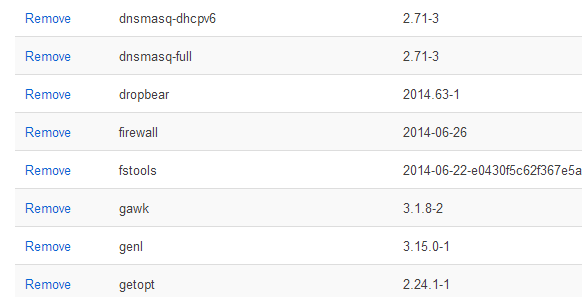 Remove dnsmasq-dhcpv6 2.71-3
Remove dnsmasq-full 2.71-3
Remove dropbear 2014.63-1
Remove firewall 2014-06-26
Remove fstools 2014-06-22-e0430f5c62f367e5a
Remove gawk 3.1.8-2
Remove genl 3.15.0-1
Remove getopt 2.24.1-1